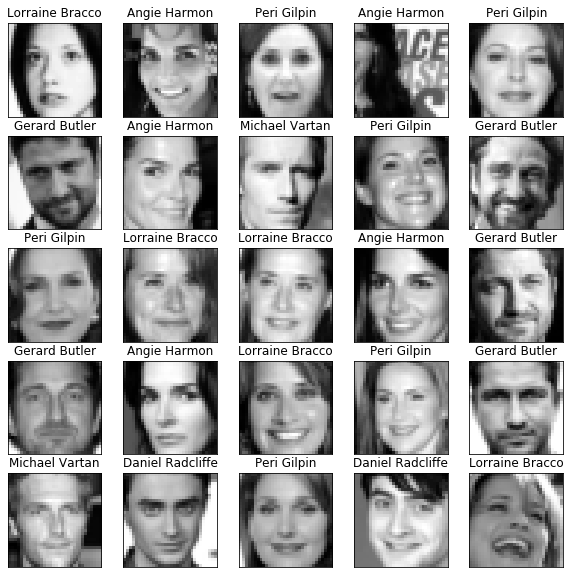 Lorraine Bracco Angie Harmon Peri Gilpin Angie Harmon Peri Gilpin
ACE
ASE
S
Gerard Butler Angie Harmon Michael Vartan Peri Gilpin Gerard Butler
Peri Gilpin Lorraine Bracco Lorraine Bracco Angie Harmon Gerard Butler
Gerard Butler Angie Harmon Lorraine Bracco Peri Gilpin Gerard Butler
Michael Vartan Daniel Radcliffe Peri Gilpin Daniel Radcliffe Lorraine Bracco